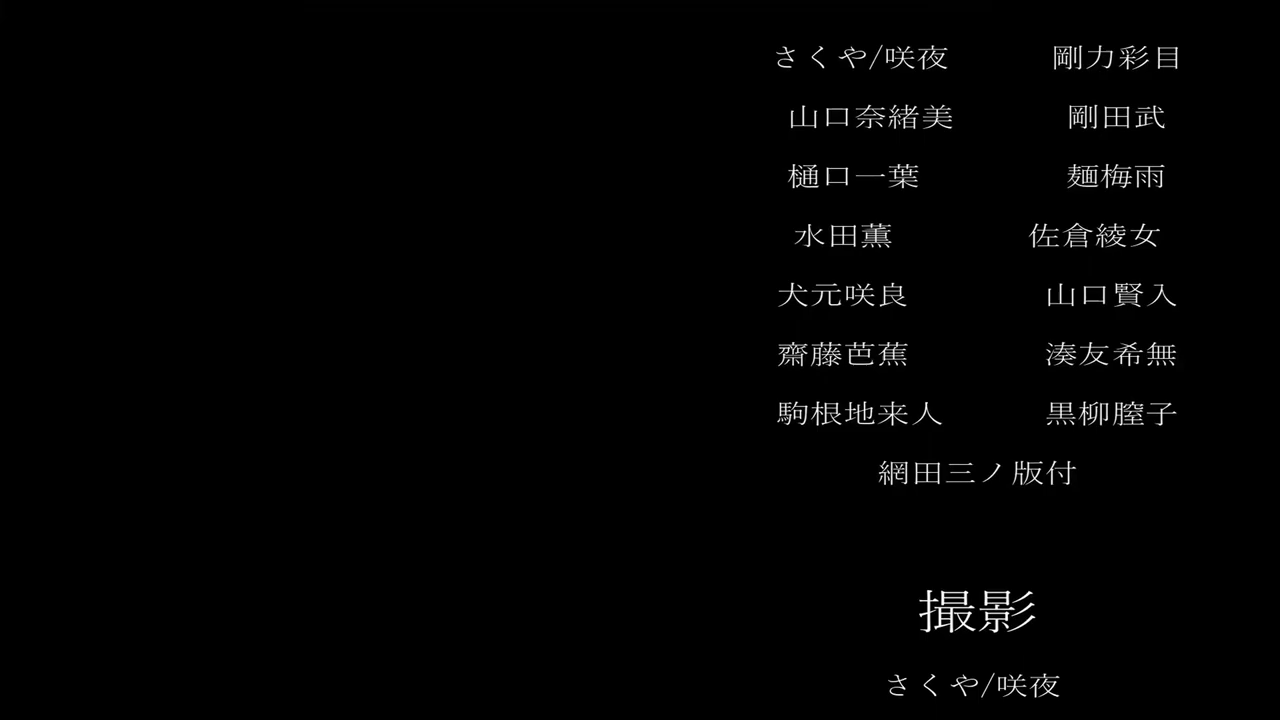 さくや/咲夜 剛力彩目
山口奈緒美 剛田武
樋口一葉 麺梅雨
水田薫 佐倉綾女
犬元咲良 山口賢入
齋藤芭蕉 湊友希無
駒根地来人 黒柳膣子
網田三ノ版付
撮影
さくや/咲夜